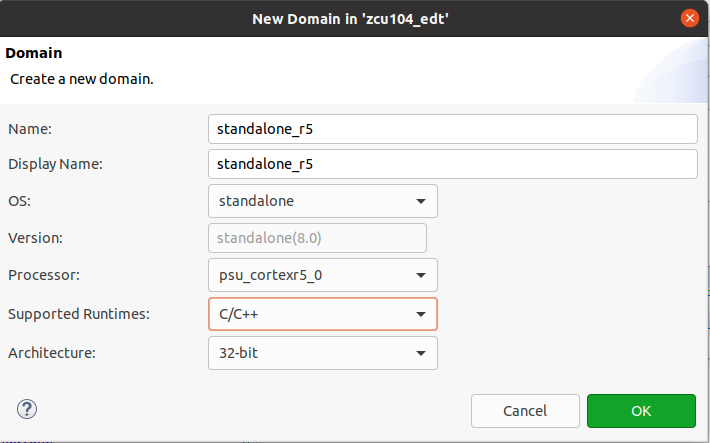 New Domain in 'zcu104_edt'
Domain
Create a new domain.
Name: standalone_r5
Display Name: standalone_r5
OS: standalone
Version: standalone(8.0)
Processor: psu_cortexr5_0
Supported Runtimes: C/C++
Architecture: 32-bit
? Cancel OK